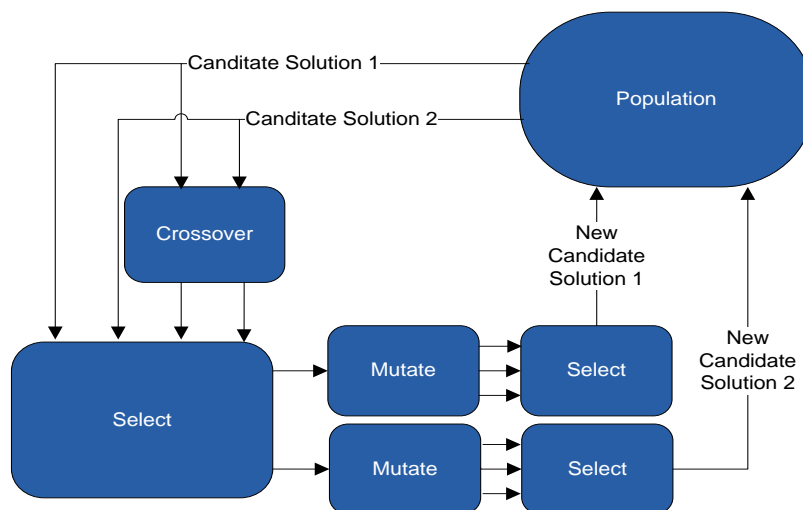 Canditate Solution 1
Population
Canditate Solution 2
Crossover
New
Candidate
Solution 1
New
Candidate
Solution 2
Mutate
Select
Select
Mutate
Select